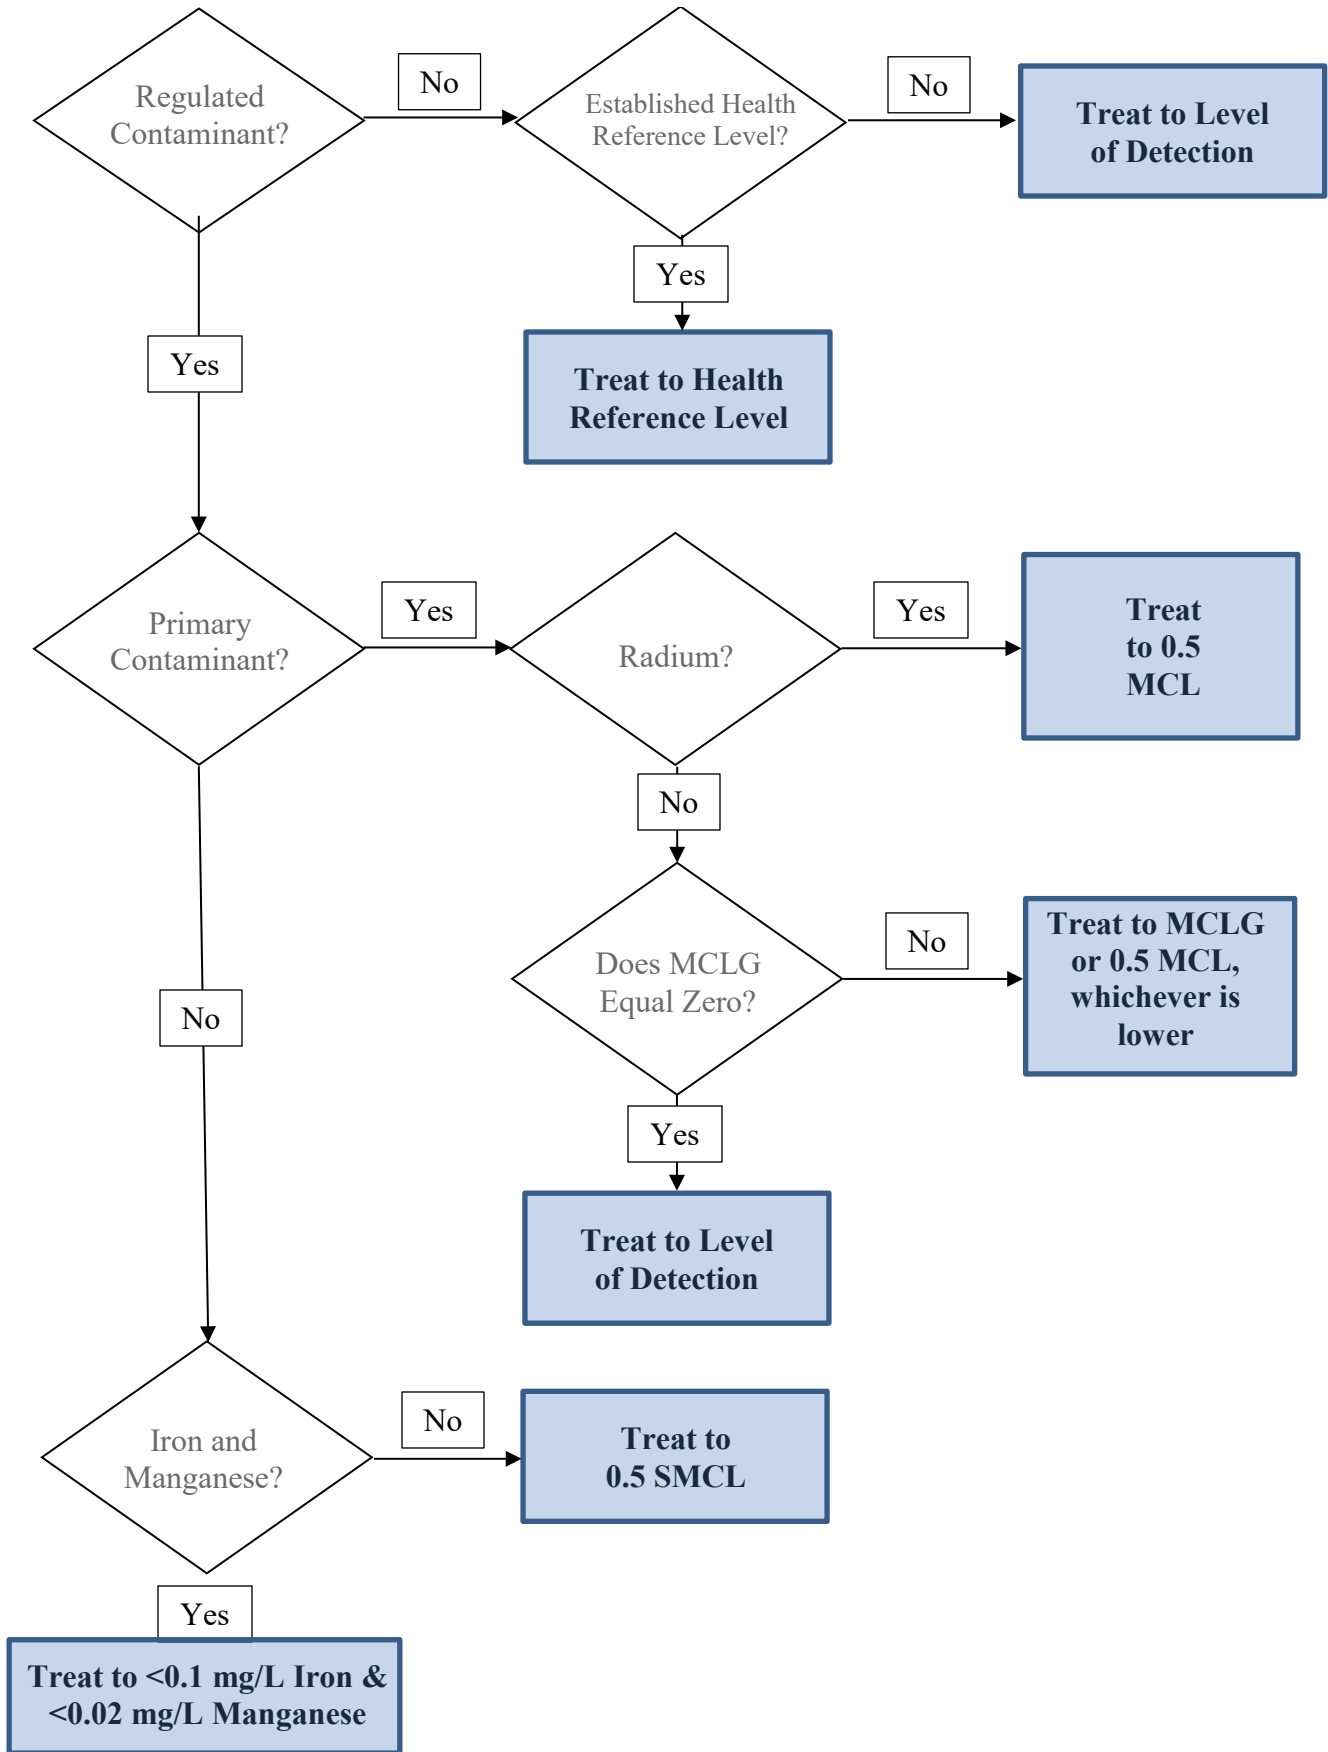 Regulated
Contaminant?
No
Established Health
Reference Level?
No
Treat to Level
of Detection
Yes
Treat to Health
Reference Level
Yes
Primary
Contaminant?
Yes
Radium?
Yes
Treat
to 0.5
MCL
No
Does MCLG
Equal Zero?
No
Treat to MCLG
or 0.5 MCL,
whichever is
lower
Yes
Treat to Level
of Detection
No
Iron and
Manganese?
No
Treat to
0.5 SMCL
Yes
Treat to <0.1 mg/L Iron &
<0.02 mg/L Manganese